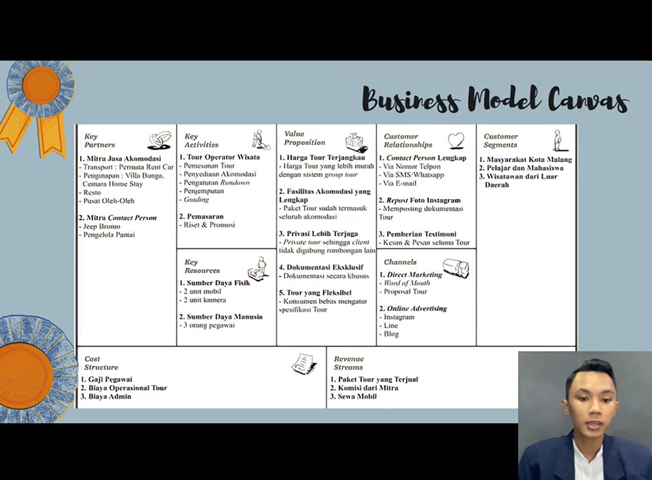 Business Model Canvas
Key
Partners
1. Mitra Jasa Akomodasi
- Transport : Permata Rent Car
- Penginapan : Villa Bunga,
Cemara Home Stay
- Resto
- Pusat Oleh-Oleh
2. Mitra Contact Person
- Jeep Bromo
- Pengelola Pantai
Key
Activities
1. Tour Operator Wisata
- Pemesanan Tour
- Penyediaan Akomodasi
- Pengaturan Rundown
- Penjemputan
- Guiding
2. Pemasaran
- Riset & Promosi
Key
Resources
1. Sumber Daya Fisik
- 2 unit mobil
- 2 unit kamera
2. Sumber Daya Manusia
- 3 orang pegawai
Value
Proposition
1. Harga Tour Terjangkau
- Harga Tour yang lebih murah
dengan sistem group tour
2. Fasilitas Akomodasi yang
Lengkap
- Paket Tour sudah termasuk
seluruh akomodasi
3. Privasi Lebih Terjaga
- Private tour sehingga client
tidak digabung rombongan lain
4. Dokumentasi Eksklusif
- Dokumentasi secara khusus
5. Tour yang Fleksibel
- Konsumen bebas mengatur
spesifikasi Tour
Customer
Relationships
1. Contact Person Lengkap
- Via Nomor Telpon
- Via SMS/Whatsapp
- Via E-mail
2. Repost Foto Instagram
- Memposting dokumentasi
Tour
3. Pemberian Testimoni
- Kesan & Pesan selama Tour
Channels
1. Direct Marketing
- Word of Mouth
- Proposal Tour
2. Online Advertising
- Instagram
- Line
- Blog
Customer
Segments
1. Masyarakat Kota Malang
2. Pelajar dan Mahasiswa
3. Wisatawan dari Luar
Daerah
Cost
Structure
1. Gaji Pegawai
2. Biaya Operasional Tour
3. Biaya Admin
Revenue
Streams
1. Paket Tour yang Terjual
2. Komisi dari Mitra
3. Sewa Mobil